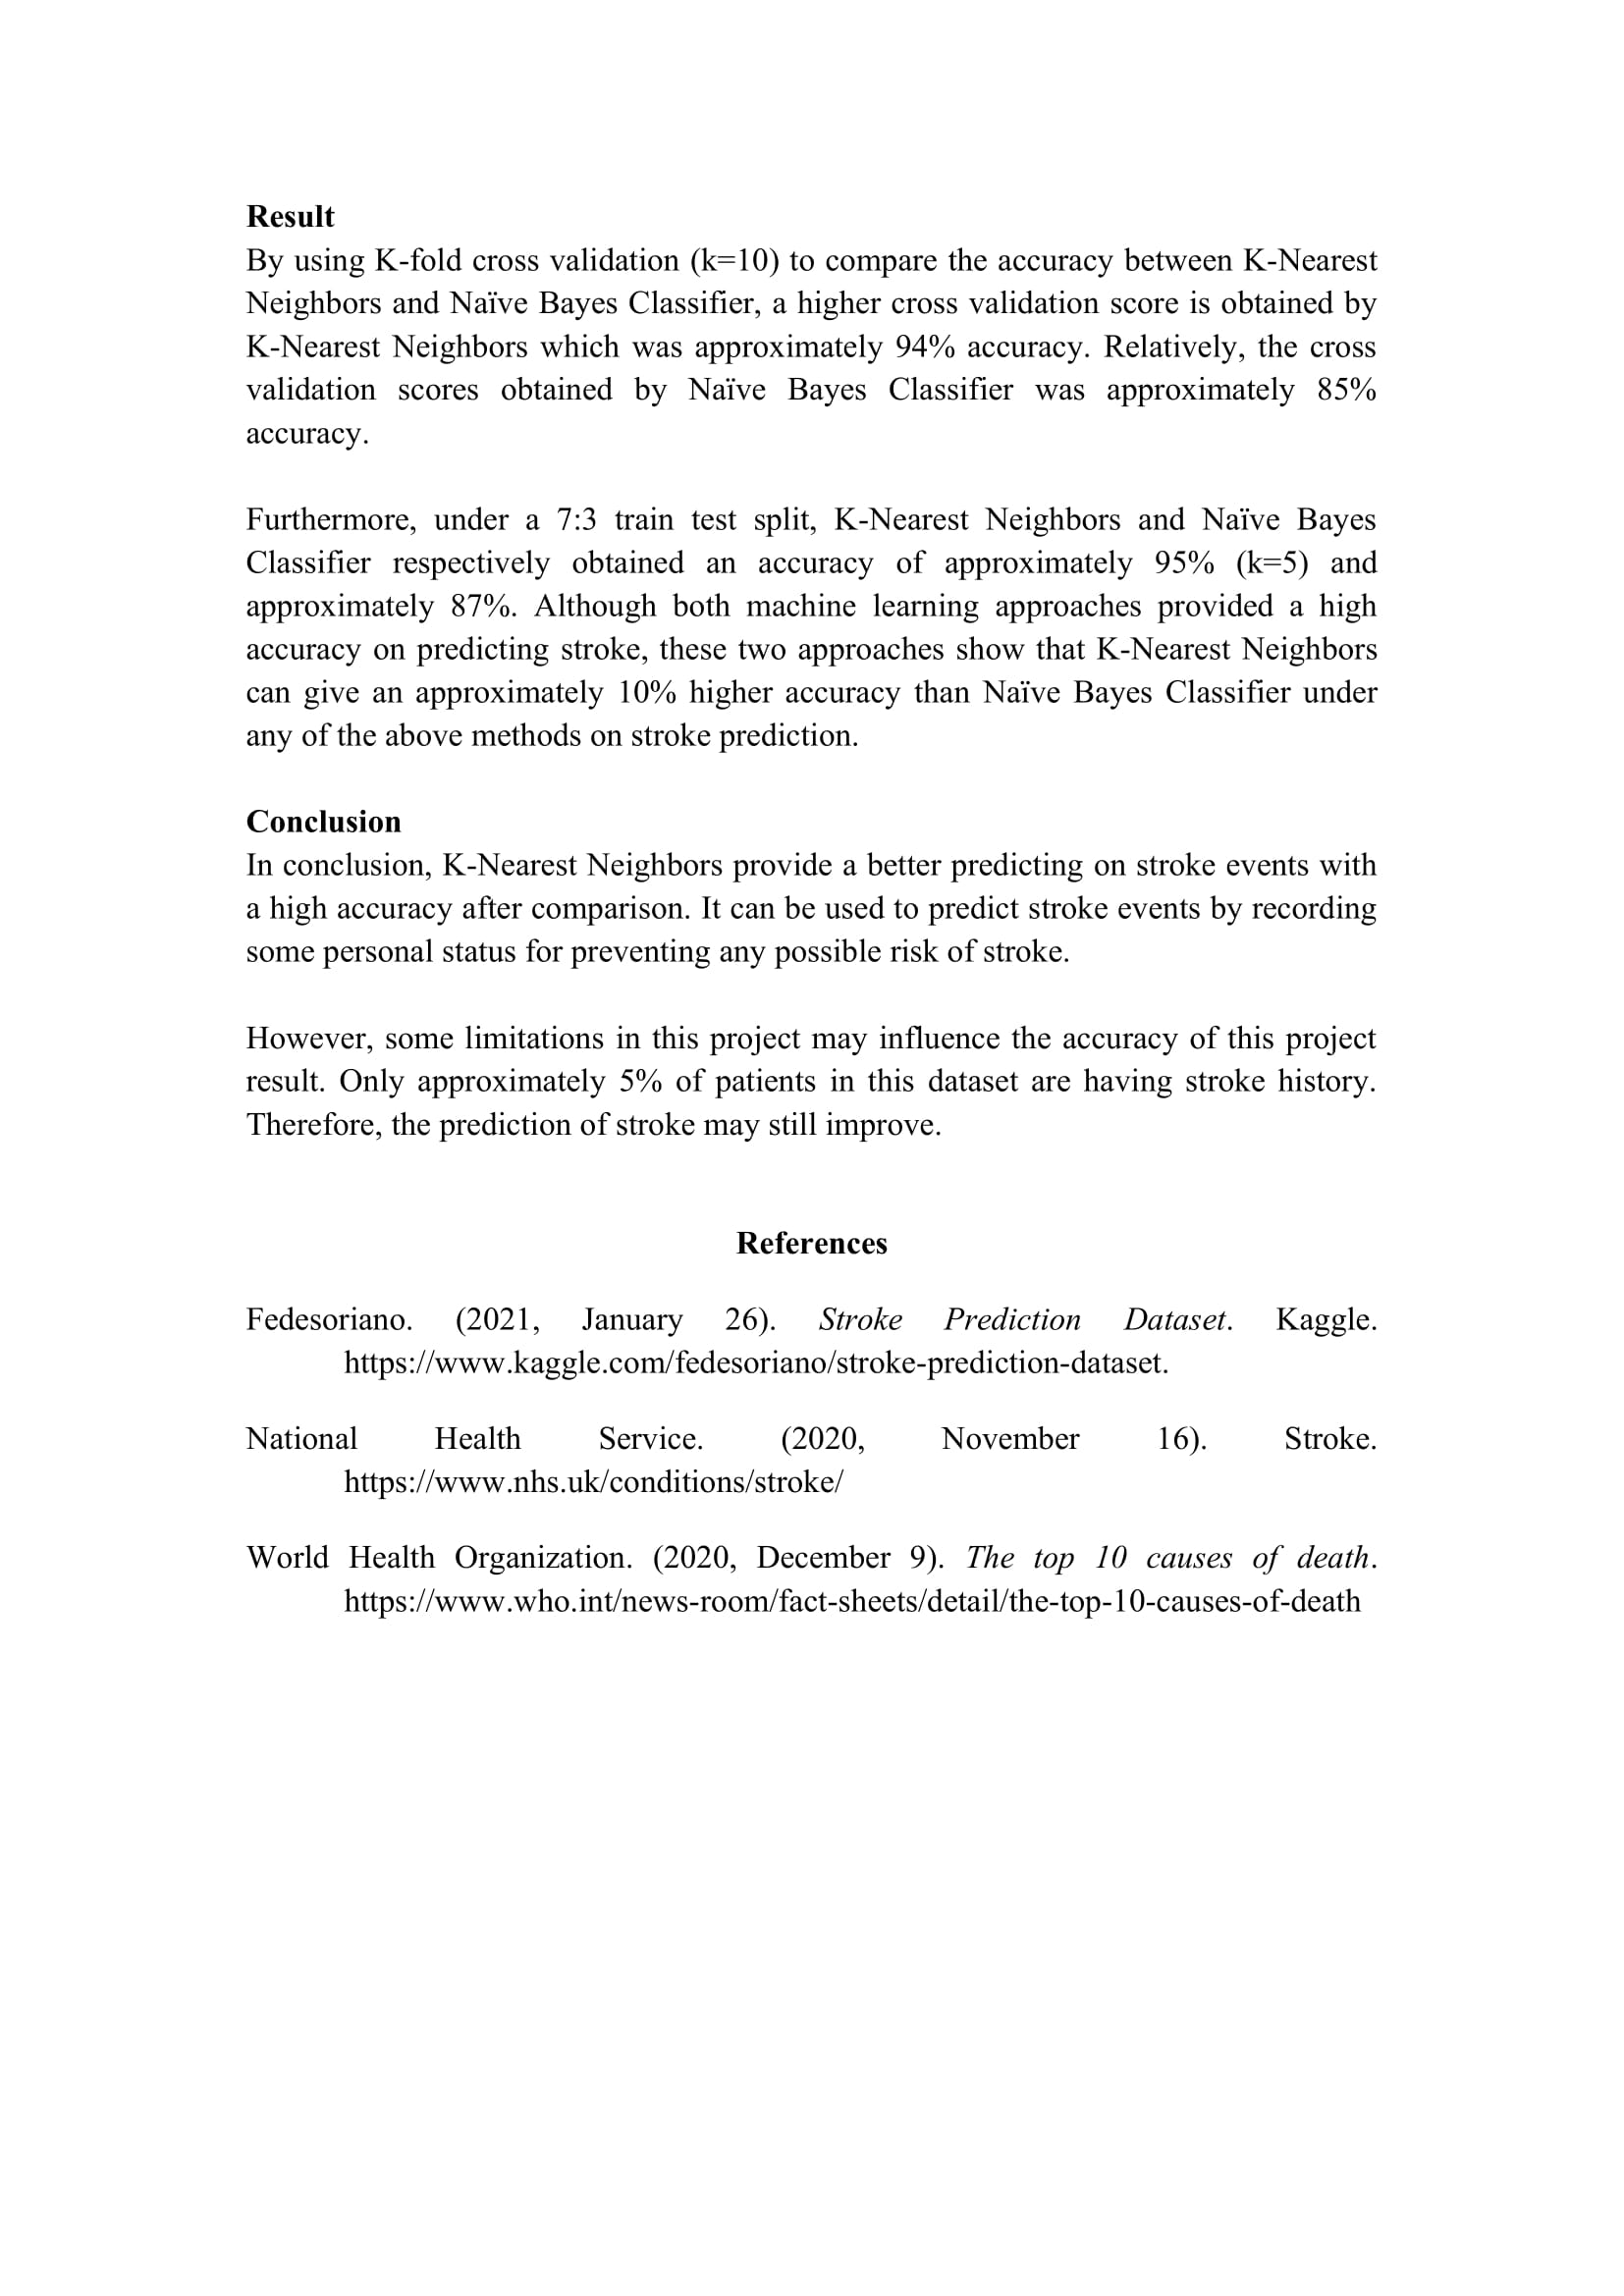 Result
By using K-fold cross validation (k=10) to compare the accuracy between K-Nearest
Neighbors and Naïve Bayes Classifier, a higher cross validation score is obtained by
K-Nearest Neighbors which was approximately 94% accuracy. Relatively, the cross
validation scores obtained by Naïve Bayes Classifier was approximately 85%
accuracy.
Furthermore, under a 7:3 train test split, K-Nearest Neighbors and Naïve Bayes
Classifier respectively obtained an accuracy of approximately 95% (k=5) and
approximately 87%. Although both machine learning approaches provided a high
accuracy on predicting stroke, these two approaches show that K-Nearest Neighbors
can give an approximately 10% higher accuracy than Naïve Bayes Classifier under
any of the above methods on stroke prediction.
Conclusion
In conclusion, K-Nearest Neighbors provide a better predicting on stroke events with
a high accuracy after comparison. It can be used to predict stroke events by recording
some personal status for preventing any possible risk of stroke.
However, some limitations in this project may influence the accuracy of this project
result. Only approximately 5% of patients in this dataset are having stroke history.
Therefore, the prediction of stroke may still improve.
References
Fedesoriano. (2021, January 26). Stroke Prediction Dataset. Kaggle.
https://www.kaggle.com/fedesoriano/stroke-prediction-dataset.
National Health Service. (2020, November 16). Stroke.
https://www.nhs.uk/conditions/stroke/
World Health Organization. (2020, December 9). The top 10 causes of death.
https://www.who.int/news-room/fact-sheets/detail/the-top-10-causes-of-death